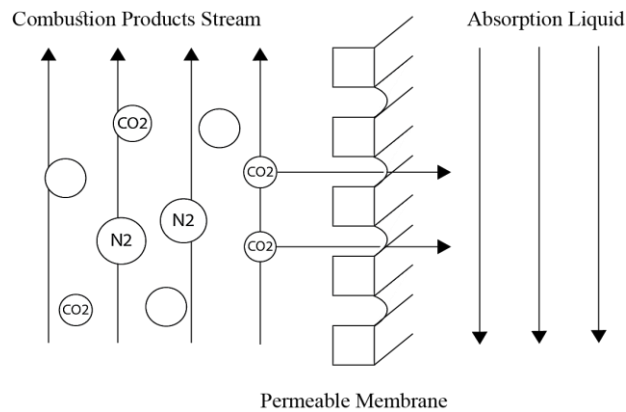 Combustion Products Stream
Absorption Liquid
CO2
CO2
N2
N2
CO2
CO2
Permeable Membrane